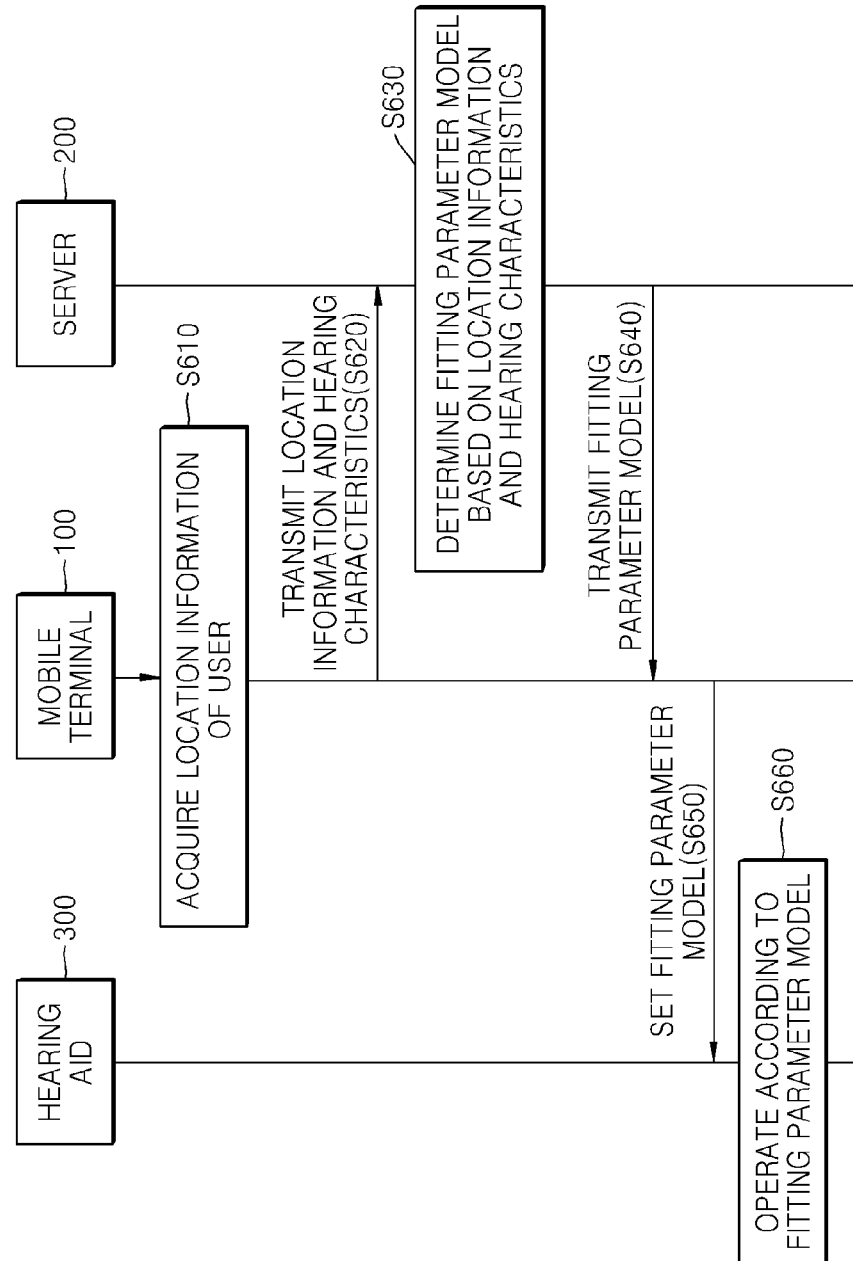 HEARING
AID
300
MOBILE
TERMINAL
100
SERVER
200
ACQUIRE LOCATION INFORMATION
OF USER
S610
TRANSMIT LOCATION
INFORMATION AND HEARING
CHARACTERISTICS(S620)
S630
DETERMINE FITTING PARAMETER MODEL
BASED ON LOCATION INFORMATION
AND HEARING CHARACTERISTICS
TRANSMIT FITTING
PARAMETER MODEL(S640)
SET FITTING PARAMETER
MODEL(S650)
S660
OPERATE ACCORDING TO
FITTING PARAMETER MODEL